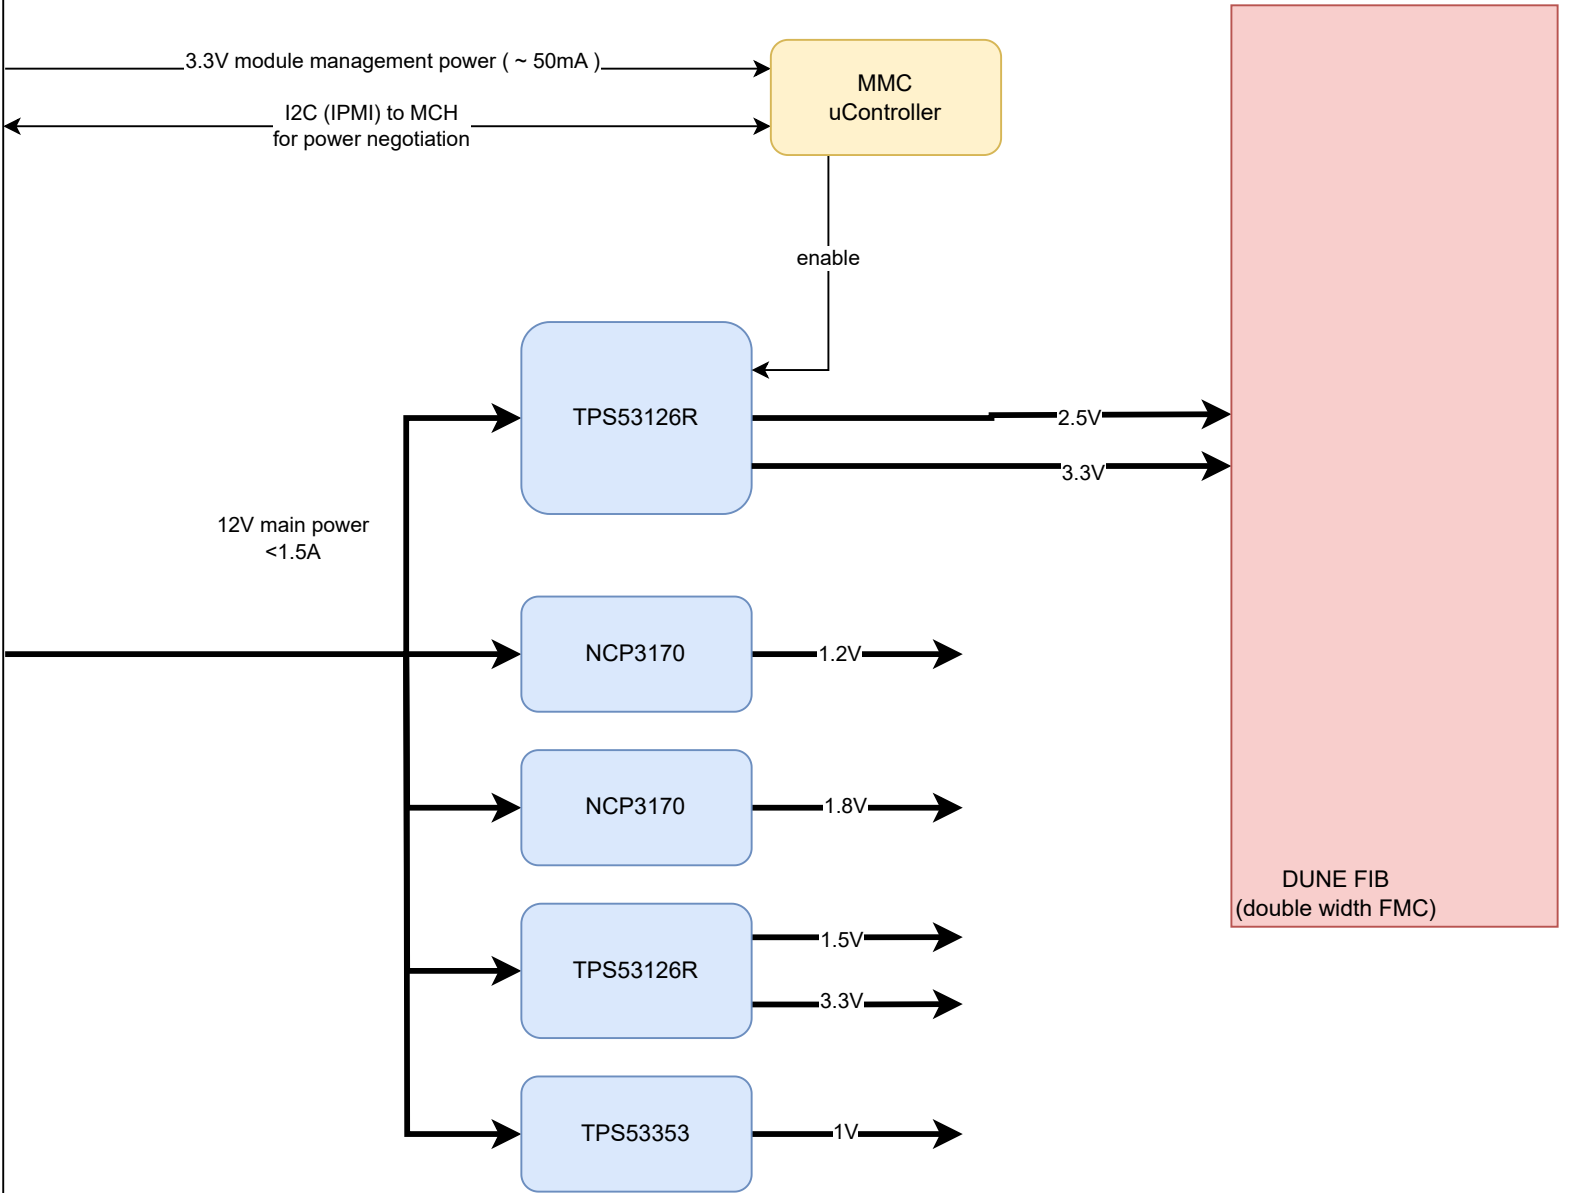 3.3V module management power ( ~ 50mA )
MMC
uController
I2C (IPMI) to MCH
for power negotiation
enable
TPS53126R
2.5V
3.3V
12V main power
<1.5A
NCP3170
1.2V
NCP3170
1.8V
DUNE FIB
(double width FMC)
TPS53126R
1.5V
3.3V
TPS53353
1V